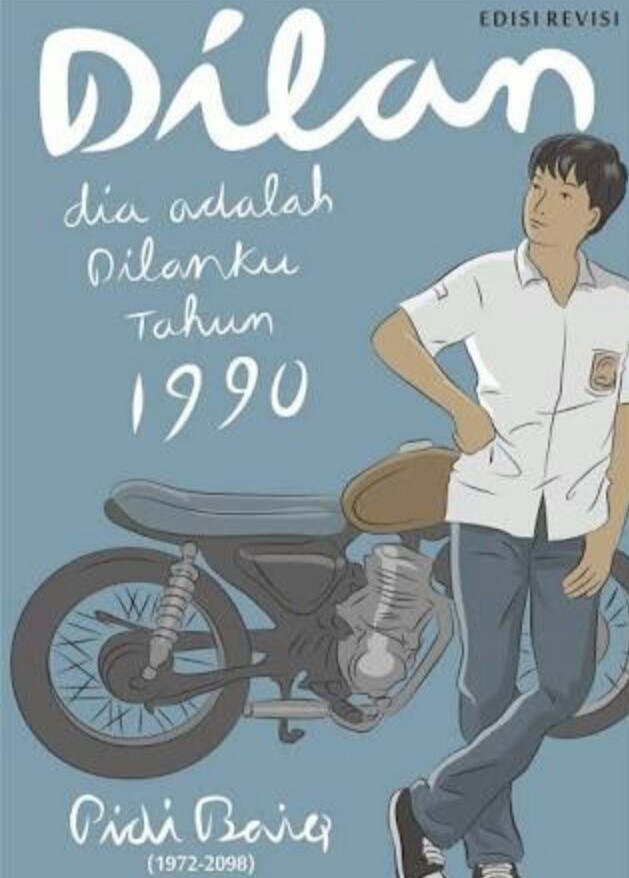 EDISI REVISI
Dilan
dia adalah
Dilanku
Tahun
1990
Pidi Baiq
(1972-2098)